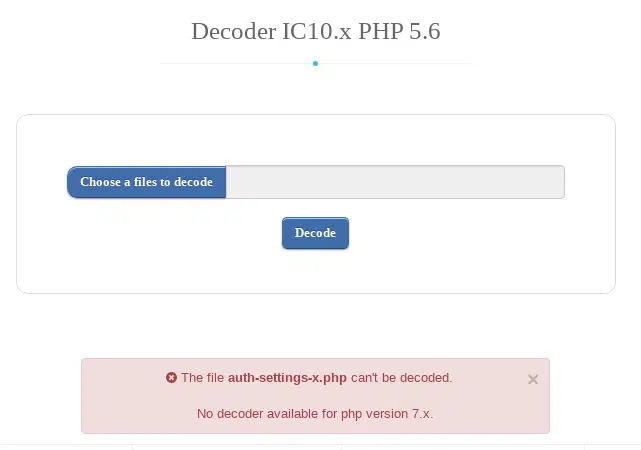 Decoder IC10.x PHP 5.6
Choose a files to decode
Decode
The file auth-settings-x.php can't be decoded.
No decoder available for php version 7.x.